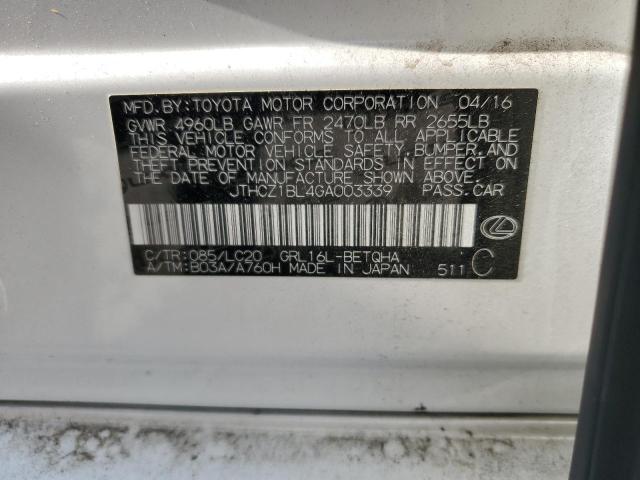 MFD.BY:TOYOTA MOTOR CORPORATION 04/16
GVWR 4960LB GAWR FR 2470LB RR 2655LB
THIS VEHICLE CONFORMS TO ALL APPLICABLE
FEDERAL MOTOR VEHICLE SAFETY, BUMPER, AND
THEFT PREVENTION STANDARDS IN EFFECT ON
THE DATE OF MANUFACTURE SHOWN ABOVE.
JTHCZ1BL4GA003339 PASS.CAR
C/TR:085/LC20 GRL16L-BETQHA
A/TM:B03A/A760H MADE IN JAPAN 511 C